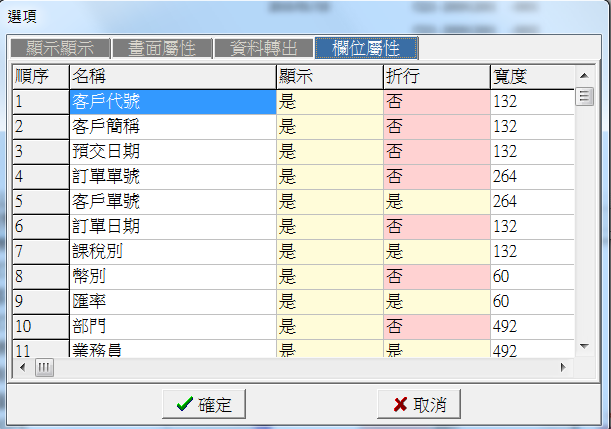 選項
顯示顯示 畫面屬性 資料轉出 欄位屬性
順序 名稱 顯示 折行 寬度
1 客戶代號 是 否 132
2 客戶簡稱 是 否 132
3 預交日期 是 否 132
4 訂單單號 是 否 264
5 客戶單號 是 是 264
6 訂單日期 是 否 132
7 課稅別 是 是 132
8 幣別 是 否 60
9 匯率 是 是 60
10 部門 是 否 492
11 業務員 是 是 492
確定 取消